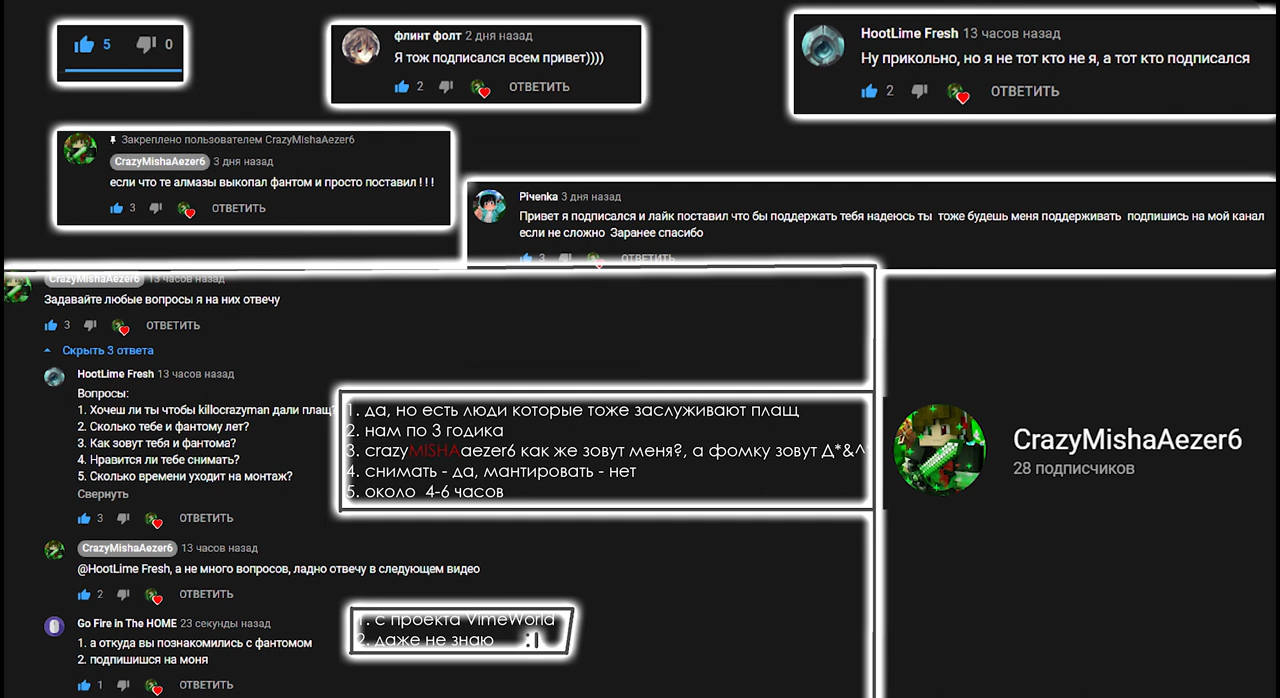 5 0
флинт фолт 2 дня назад
Я тож подписался всем привет))))
2 ОТВЕТИТЬ
HootLime Fresh 13 часов назад
Ну прикольно, но я не тот кто не я, а тот кто подписался
2 ОТВЕТИТЬ
Закреплено пользователем CrazyMishaAezer6
CrazyMishaAezer6 3 дня назад
если что те алмазы выкопал фантом и просто поставил ! ! !
3 ОТВЕТИТЬ
Piчenka 3 дня назад
Привет я подписался и лайк поставил что бы поддержать тебя надеюсь ты тоже будешь меня поддерживать подпишись на мой канал
если не сложно Заранее спасибо
3 ОТВЕТИТЬ
CrazyMishaAezer6 13 часов назад
Задавайте любые вопросы я на них отвечу
3 ОТВЕТИТЬ
Скрыть 3 ответа
HootLime Fresh 13 часов назад
Вопросы:
1. Хочеш ли ты чтобы killocrazyman дали плащ?
2. Сколько тебе и фантому лет?
3. Как зовут тебя и фантома?
4. Нравится ли тебе снимать?
5. Сколько времени уходит на монтаж?
Свернуть
3 ОТВЕТИТЬ
1. да, но есть люди которые тоже заслуживают плащ
2. нам по 3 годика
3. crazyMISHAaezer6 как же зовут меня?, а фомку зовут Д*&^
4. снимать - да, мантировать - нет
5. около 4-6 часов
CrazyMishaAezer6
28 подписчиков
CrazyMishaAezer6 13 часов назад
@HootLime Fresh, а не много вопросов, ладно отвечу в следующем видео
2 ОТВЕТИТЬ
Go Fire in The HOME 23 секунды назад
1. а откуда вы познакомились с фантомом
2. подпишишся на моня
1 ОТВЕТИТЬ
1. с проекта VimeWorld
2. даже не знаю :|